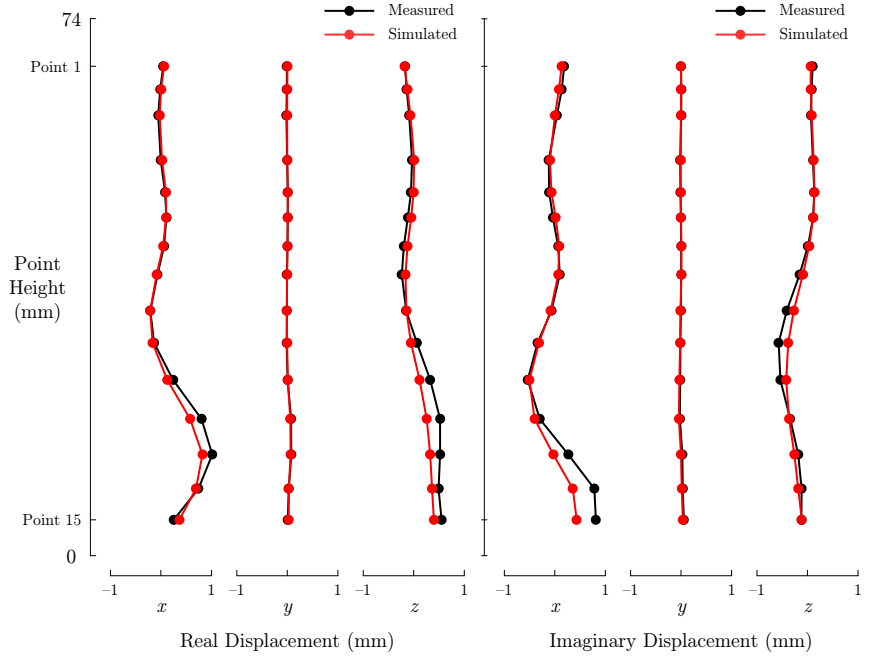 74
Measured
Simulated
Measured
Simulated
Point 1
Point
Height
(mm)
Point 15
0
−1 1 −1 1 −1 1 −1 1 −1 1 −1 1
x y z x y z
Real Displacement (mm) Imaginary Displacement (mm)